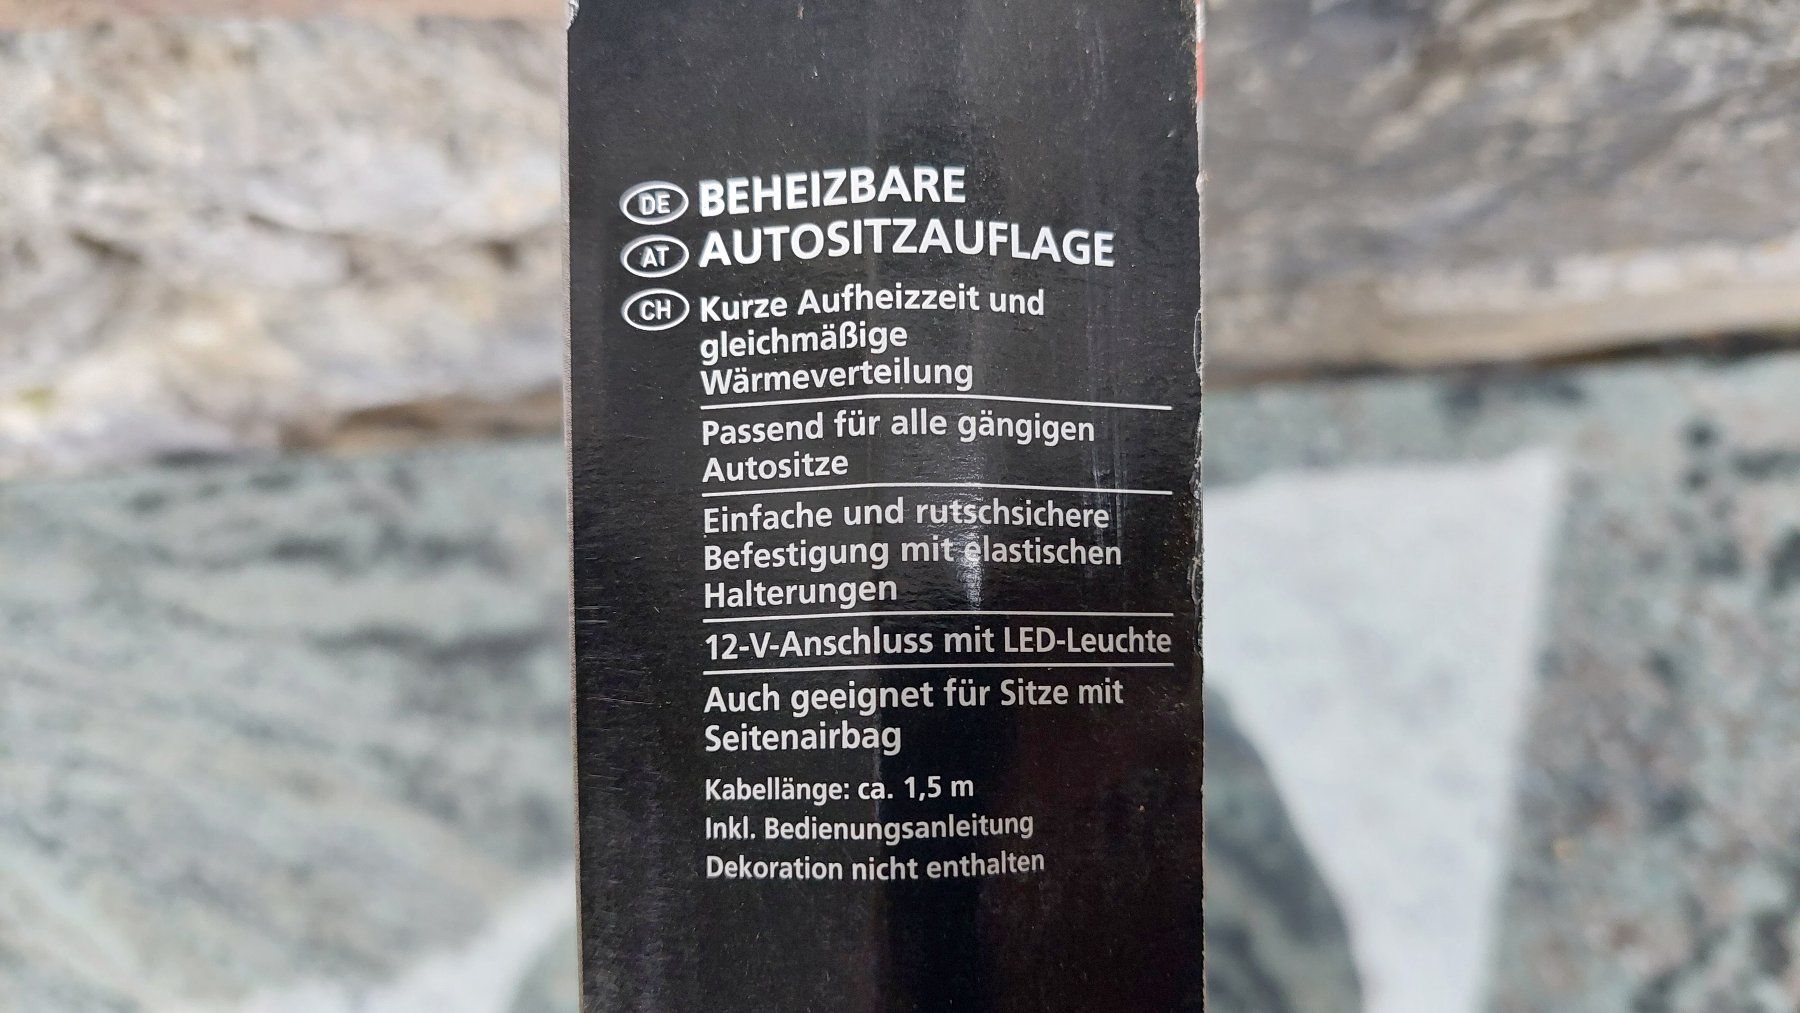 DE BEHEIZBARE
AT AUTOSITZAUFLAGE
CH Kurze Aufheizzeit und
gleichmäßige
Wärmeverteilung
Passend für alle gängigen
Autositze
Einfache und rutschsichere
Befestigung mit elastischen
Halterungen
12-V-Anschluss mit LED-Leuchte
Auch geeignet für Sitze mit
Seitenairbag
Kabellänge: ca. 1,5 m
Inkl. Bedienungsanleitung
Dekoration nicht enthalten